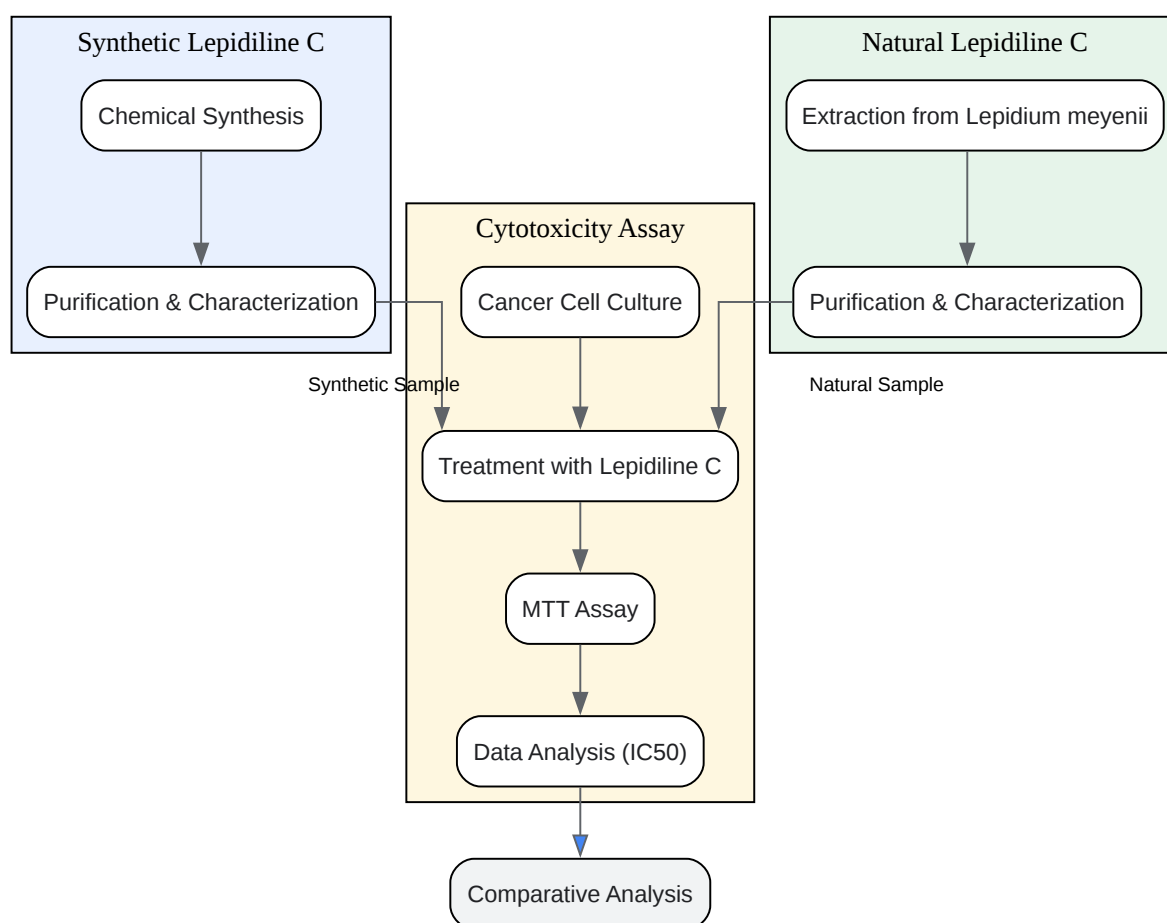 Synthetic Lepidiline C
Chemical Synthesis
Purification & Characterization
Synthetic Sample
Natural Lepidiline C
Extraction from Lepidium meyenii
Purification & Characterization
Natural Sample
Cytotoxicity Assay
Cancer Cell Culture
Treatment with Lepidiline C
MTT Assay
Data Analysis (IC50)
Comparative Analysis